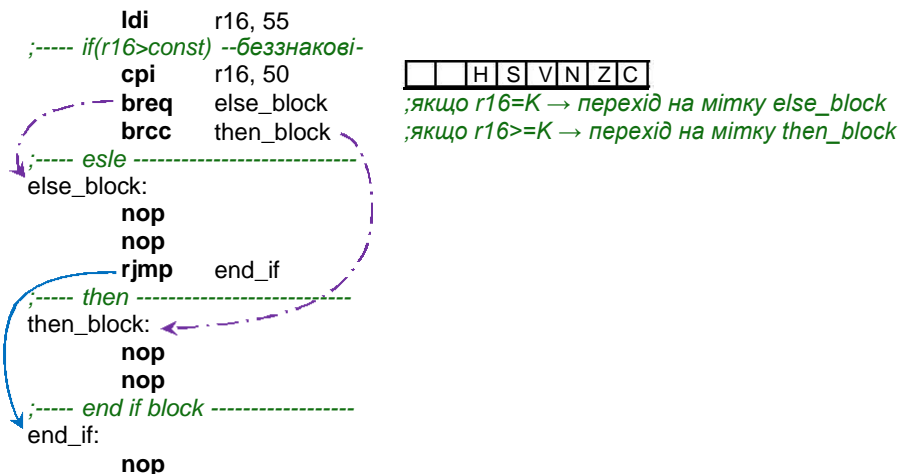 ldi r16, 55
;----- if(r16>const) --беззнакові-
cpi r16, 50 H S V N Z C
breq else_block ;якщо r16=K → перехід на мітку else_block
brcc then_block ;якщо r16>=K → перехід на мітку then_block
;----- esle ----------------------------
else_block:
nop
nop
rjmp end_if
;----- then ---------------------------
then_block:
nop
nop
;----- end if block ------------------
end_if:
nop